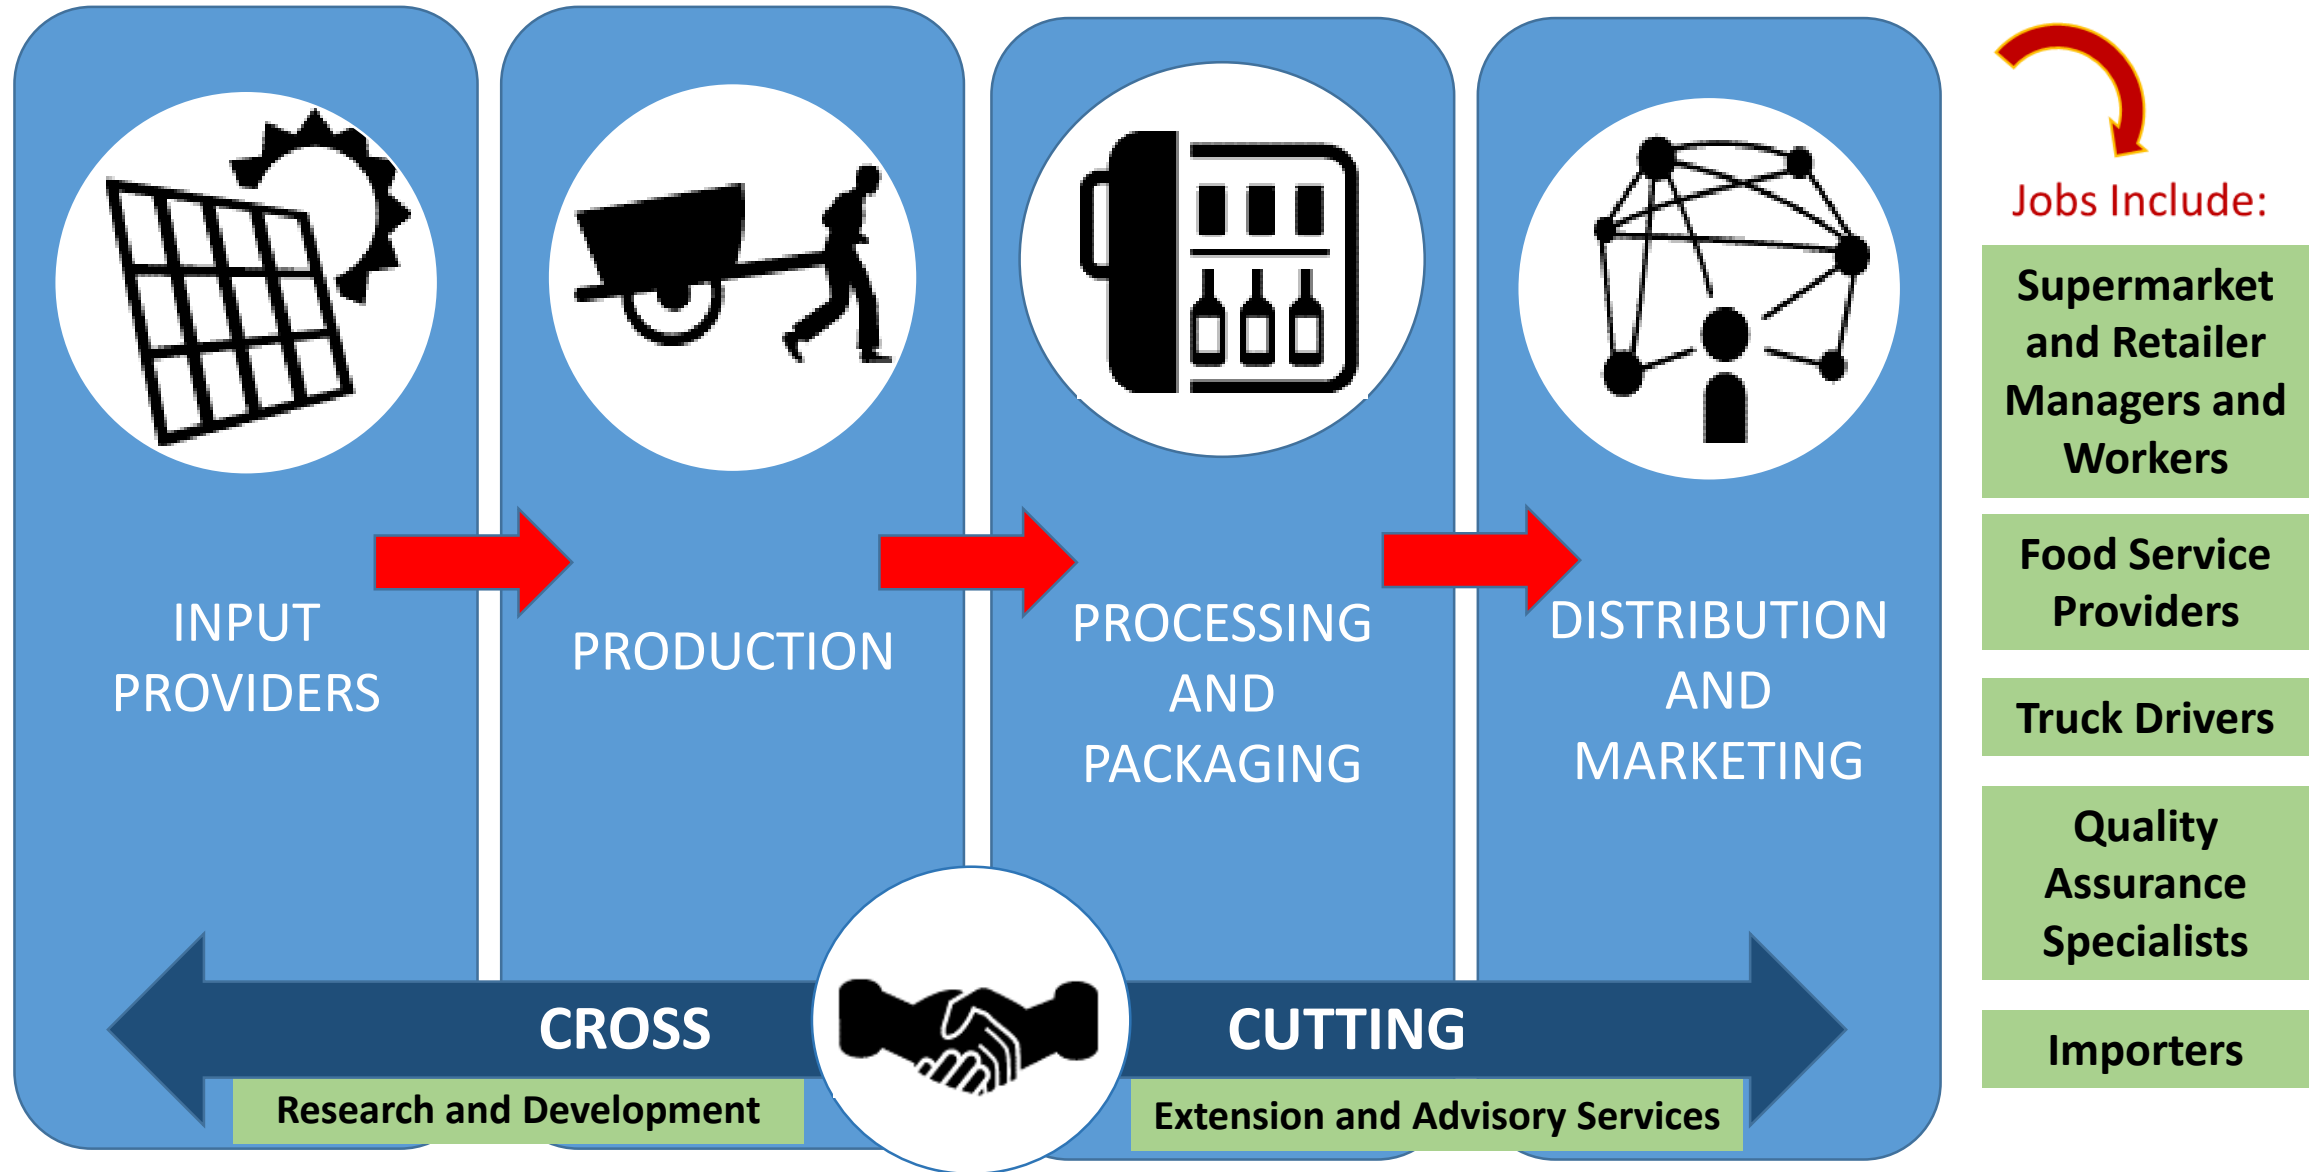 INPUT
PROVIDERS
PRODUCTION
PROCESSING
AND
PACKAGING
DISTRIBUTION
AND
MARKETING
CROSS
CUTTING
Research and Development
Extension and Advisory Services
Jobs Include:
Supermarket
and Retailer
Managers and
Workers
Food Service
Providers
Truck Drivers
Quality
Assurance
Specialists
Importers